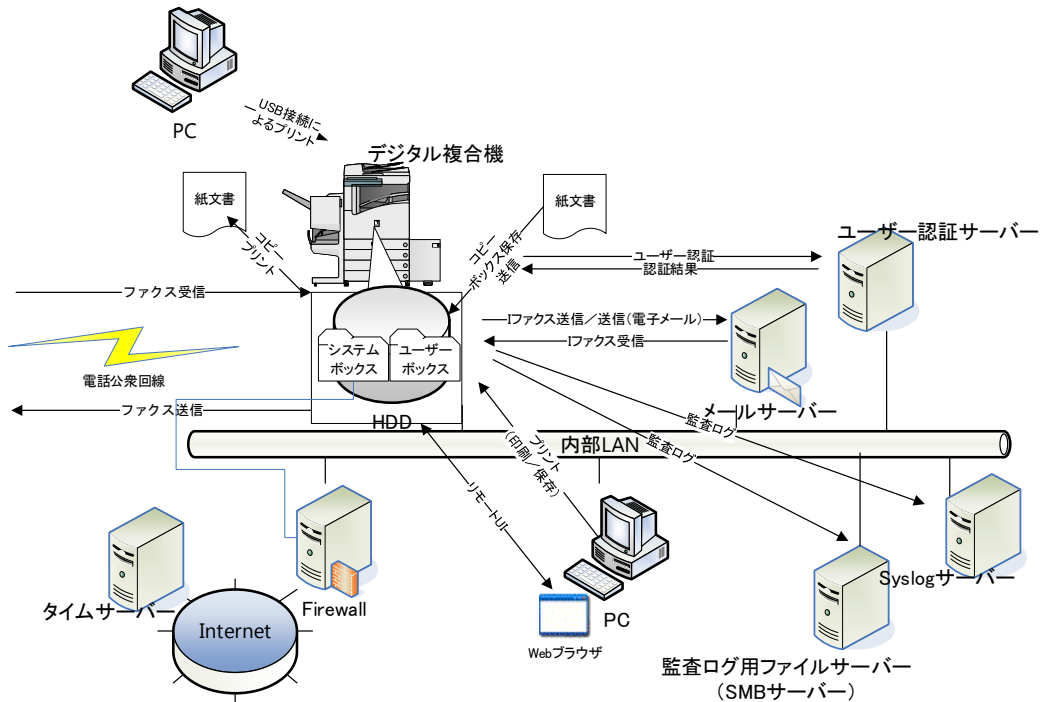 PC
USB接続に
よるプリント
デジタル複合機
紙文書
コピー
プリント
紙文書
コピー
ボックス保存
送信
ユーザー認証サーバー
ユーザー認証
認証結果
ファクス受信
Iファクス送信／送信（電子メール）
Iファクス受信
システム
ボックス
ユーザー
ボックス
電話公衆回線
ファクス送信
HDD
メールサーバー
監査ログ
監査ログ
内部LAN
プリント
（印刷／保存）
リモートUI
タイムサーバー
Firewall
Internet
PC
Webブラウザ
Syslogサーバー
監査ログ用ファイルサーバー
（SMBサーバー）